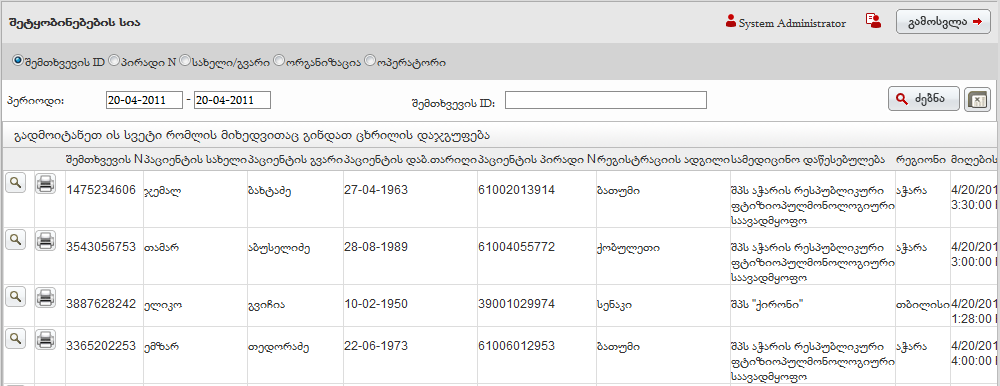 შეტყობინებების სია
System Administrator
გამოსვლა
შემთხვევის ID პირადი N სახელი/გვარი ორგანიზაცია ოპერატორი
პერიოდი: 20-04-2011 - 20-04-2011 შემთხვევის ID: ძებნა
გადმოიტანეთ ის სვეტი რომლის მიხედვითაც გინდათ ცხრილის დაჯგუფება
შემთხვევის N პაციენტის სახელი პაციენტის გვარი პაციენტის დაბ.თარილი პაციენტის პირადი N რეგისტრაციის ადგილი სამედიცინო დაწესებულება რეგიონი მიღების
1475234606 ჯემალ ბახტაძე 27-04-1963 61002013914 ბათუმი შპს აჭარის რესპუბლიკური აჭარა 4/20/201
ფტიზიოპულმონოლოგიური 3:30:00
საავადმყოფო
3543056753 თამარ აბუსელიძე 28-08-1989 61004055772 ქობულეთი შპს აჭარის რესპუბლიკური აჭარა 4/20/201
ფტიზიოპულმონოლოგიური 3:00:00
საავადმყოფო
3887628242 ელიკო გვიჩია 10-02-1950 39001029974 სენაკი შპს "ქირონი" თბილისი 4/20/201
1:28:00
3365202253 ემზარ თედორაძე 22-06-1973 61006012953 ბათუმი შპს აჭარის რესპუბლიკური აჭარა 4/20/201
ფტიზიოპულმონოლოგიური 4:00:00
საავადმყოფო